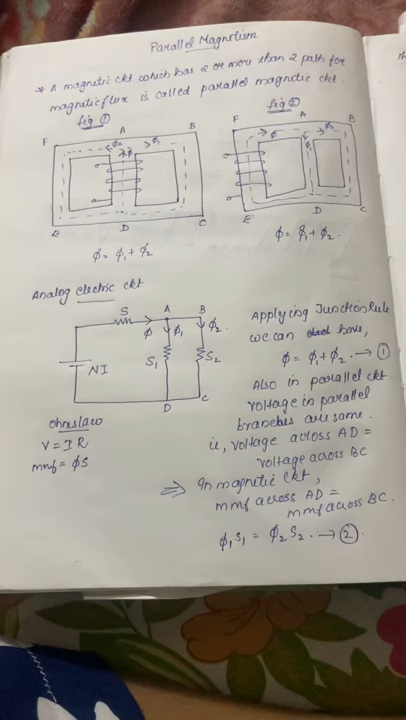 Parallel Magnetism
* A magnetic ckt which has 2 or more than 2 path for
magnetic flux is called parallel magnetic ckt.
fig ①
fig ②
F A B
ϕ₂ ϕ ϕ₁
E D C
ϕ = ϕ₁ + ϕ₂
F A B
ϕ ϕ₁ ϕ₂
E D C
ϕ = ϕ₁ + ϕ₂.
Analog electric ckt
S A B
ϕ ϕ₁ ϕ₂
NI S₁ S₂
D C
ohms law
V = I R
mmf = ϕS
Applying Junction Rule
we can have,
ϕ = ϕ₁ + ϕ₂ → ①
Also in parallel ckt
voltage in parallel
branches are same.
ie, voltage across AD =
voltage across BC
⇒ In magnetic ckt,
mmf across AD =
mmf across BC.
ϕ₁S₁ = ϕ₂S₂. → ②.